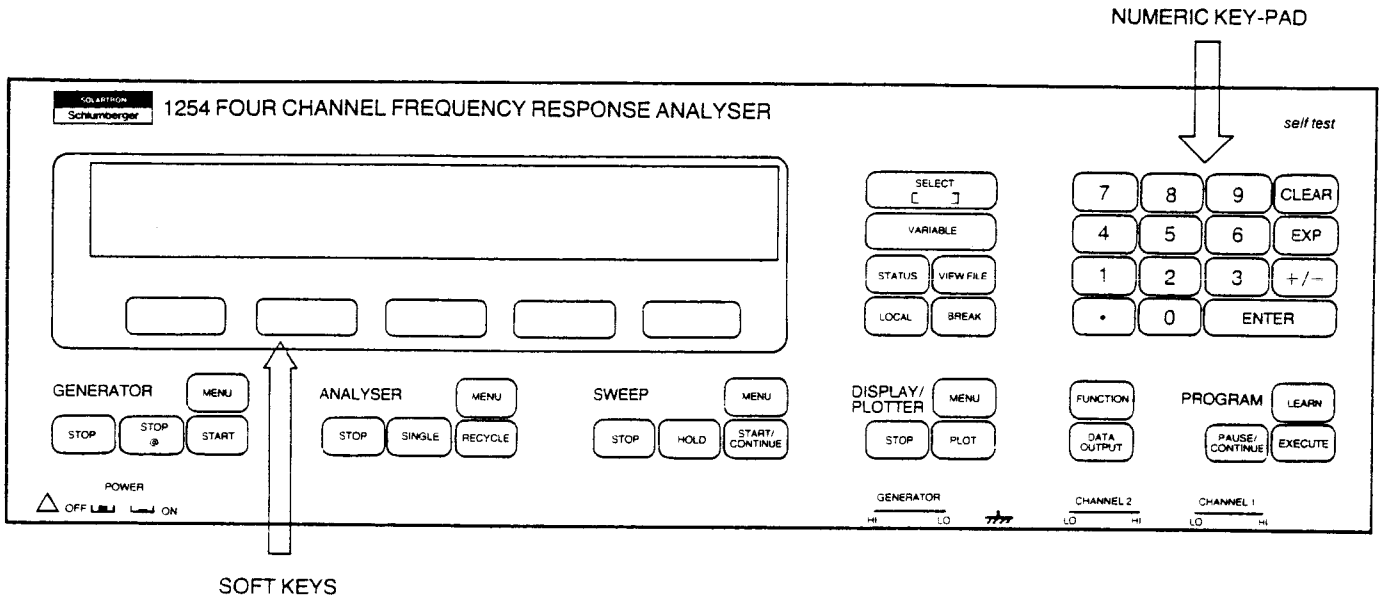 NUMERIC KEY-PAD
SOLARTRON
Schlumberger
1254 FOUR CHANNEL FREQUENCY RESPONSE ANALYSER
self test
SELECT
[ ]
VARIABLE
STATUS
VIEW FILE
LOCAL
BREAK
7
8
9
CLEAR
4
5
6
EXP
1
2
3
+/-
.
0
ENTER
GENERATOR
MENU
STOP
STOP
@
START
ANALYSER
MENU
STOP
SINGLE
RECYCLE
SWEEP
MENU
STOP
HOLD
START/
CONTINUE
DISPLAY/
PLOTTER
MENU
STOP
PLOT
FUNCTION
DATA
OUTPUT
PROGRAM
LEARN
PAUSE/
CONTINUE
EXECUTE
POWER
OFF
ON
GENERATOR
HI
LO
CHANNEL 2
LO
HI
CHANNEL 1
LO
HI
SOFT KEYS